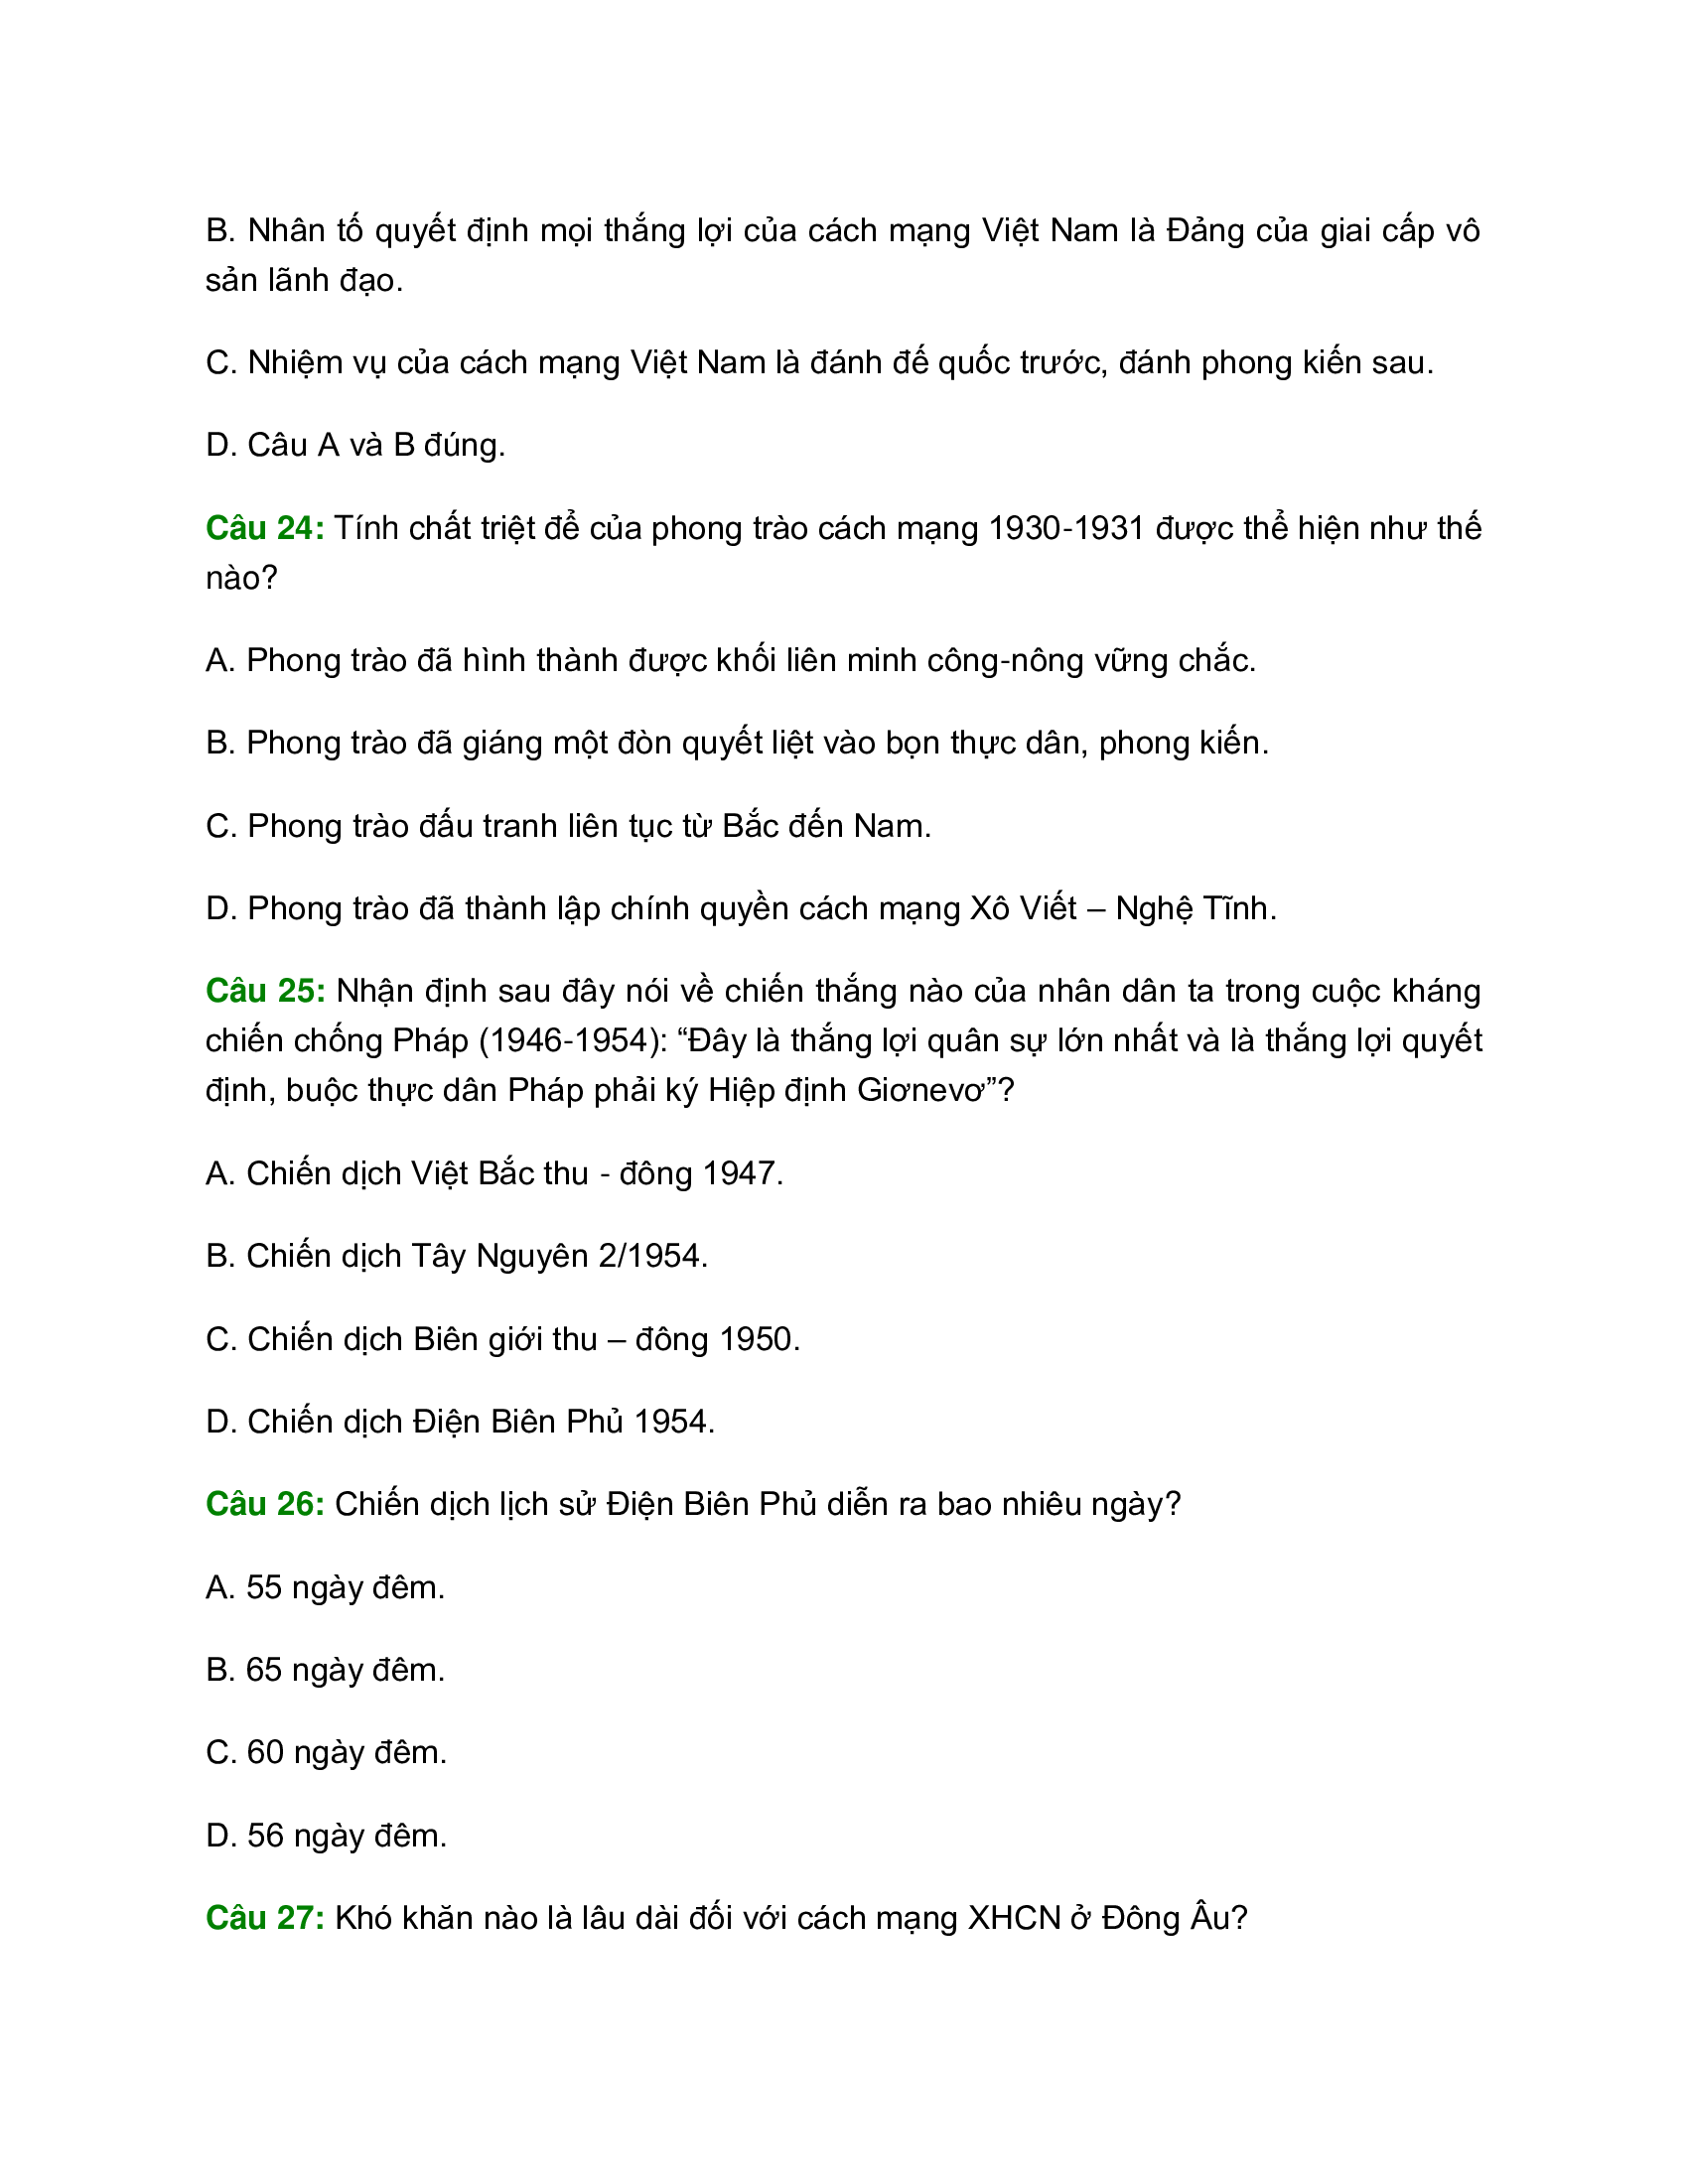 B. Nhân tố quyết định mọi thắng lợi của cách mạng Việt Nam là Đảng của giai cấp vô
sản lãnh đạo.
C. Nhiệm vụ của cách mạng Việt Nam là đánh đế quốc trước, đánh phong kiến sau.
D. Câu A và B đúng.
Câu 24: Tính chất triệt để của phong trào cách mạng 1930-1931 được thể hiện như thế
nào?
A. Phong trào đã hình thành được khối liên minh công-nông vững chắc.
B. Phong trào đã giáng một đòn quyết liệt vào bọn thực dân, phong kiến.
C. Phong trào đấu tranh liên tục từ Bắc đến Nam.
D. Phong trào đã thành lập chính quyền cách mạng Xô Viết – Nghệ Tĩnh.
Câu 25: Nhận định sau đây nói về chiến thắng nào của nhân dân ta trong cuộc kháng
chiến chống Pháp (1946-1954): “Đây là thắng lợi quân sự lớn nhất và là thắng lợi quyết
định, buộc thực dân Pháp phải ký Hiệp định Giơnevơ”?
A. Chiến dịch Việt Bắc thu - đông 1947.
B. Chiến dịch Tây Nguyên 2/1954.
C. Chiến dịch Biên giới thu – đông 1950.
D. Chiến dịch Điện Biên Phủ 1954.
Câu 26: Chiến dịch lịch sử Điện Biên Phủ diễn ra bao nhiêu ngày?
A. 55 ngày đêm.
B. 65 ngày đêm.
C. 60 ngày đêm.
D. 56 ngày đêm.
Câu 27: Khó khăn nào là lâu dài đối với cách mạng XHCN ở Đông Âu?